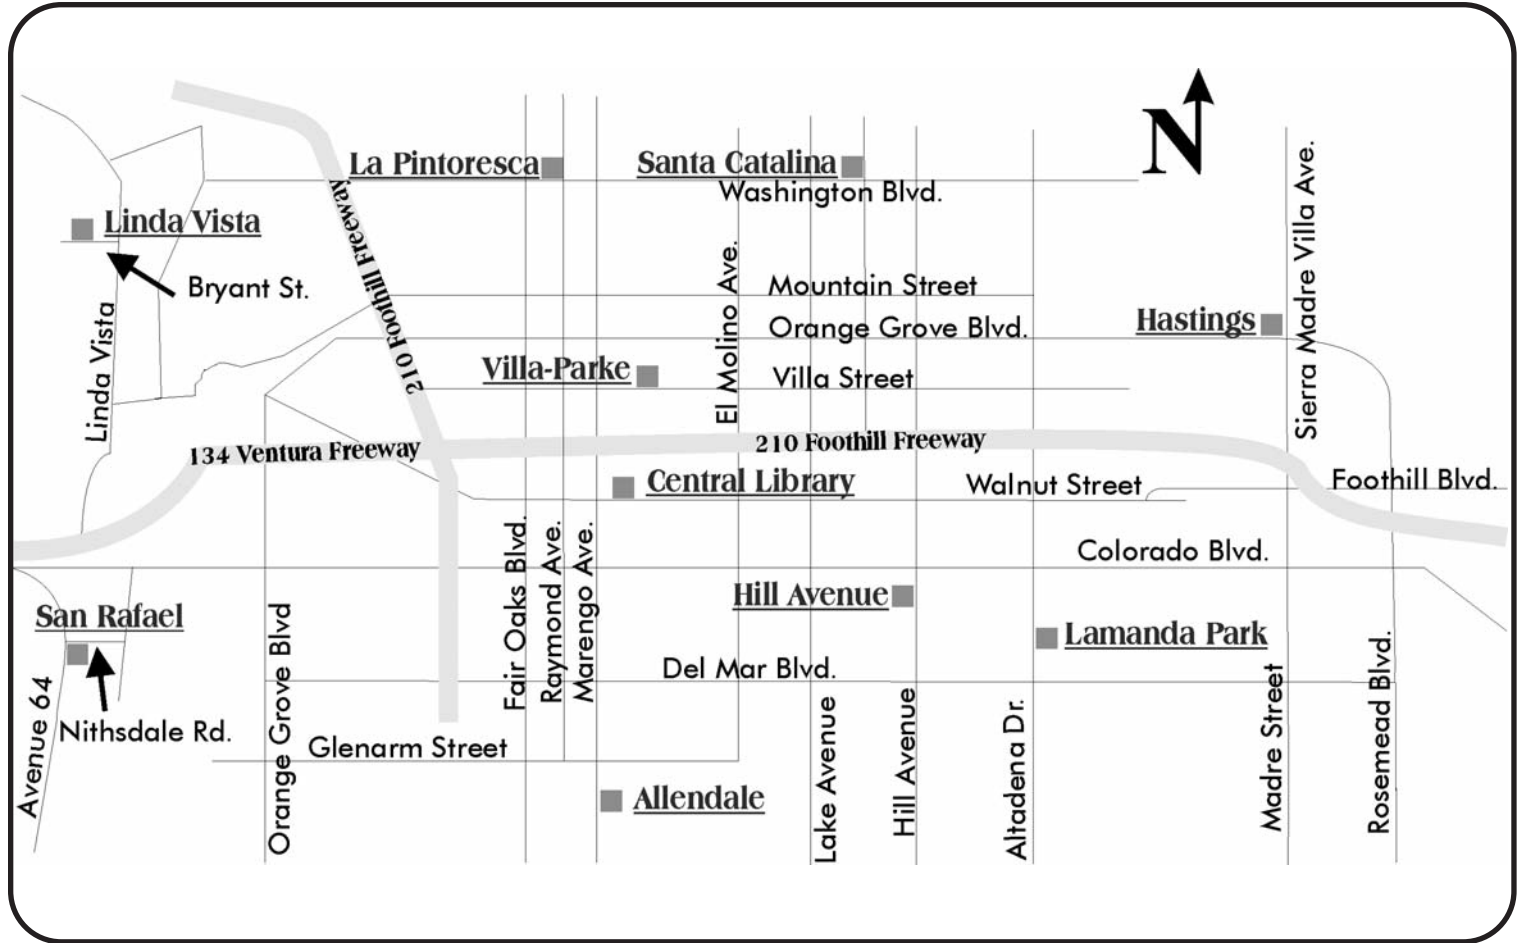 N
La Pintoresca
Santa Catalina
Washington Blvd.
Linda Vista
Bryant St.
Linda Vista
210 Foothill Freeway
El Molino Ave.
Mountain Street
Orange Grove Blvd.
Hastings
Sierra Madre Villa Ave.
Villa-Parke
Villa Street
134 Ventura Freeway
210 Foothill Freeway
Central Library
Walnut Street
Foothill Blvd.
Colorado Blvd.
Fair Oaks Blvd.
Raymond Ave.
Marengo Ave.
Hill Avenue
San Rafael
Lamanda Park
Del Mar Blvd.
Avenue 64
Nithsdale Rd.
Orange Grove Blvd
Glenarm Street
Allendale
Lake Avenue
Hill Avenue
Altadena Dr.
Madre Street
Rosemead Blvd.